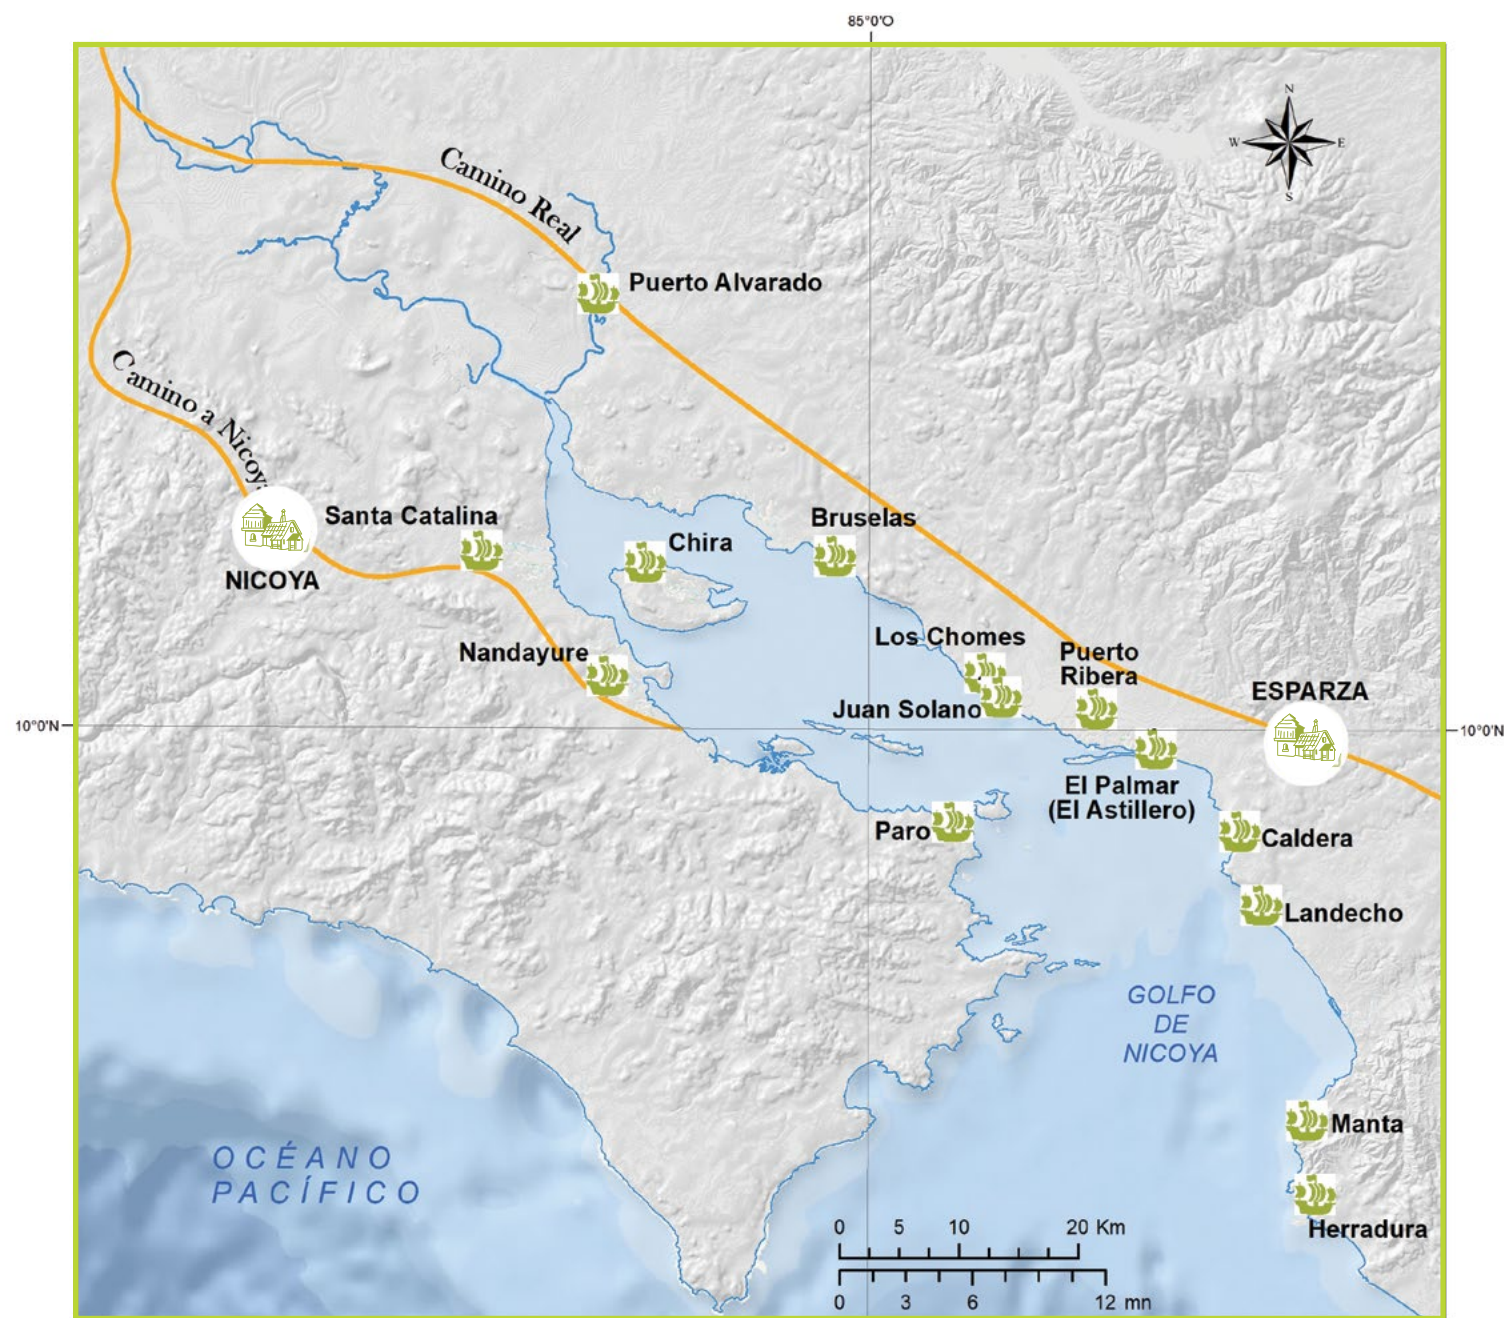 85°0'O
N
W E
S
Camino Real
Puerto Alvarado
Camino a Nicoya
Santa Catalina
Bruselas
Chira
NICOYA
Los Chomes
Nandayure
Puerto
Ribera
ESPARZA
Juan Solano
10°0'N
10°0'N
El Palmar
(El Astillero)
Paro
Caldera
Landecho
GOLFO
DE
NICOYA
Manta
OCÉANO
PACÍFICO
Herradura
0 5 10 20 Km
0 3 6 12 mn